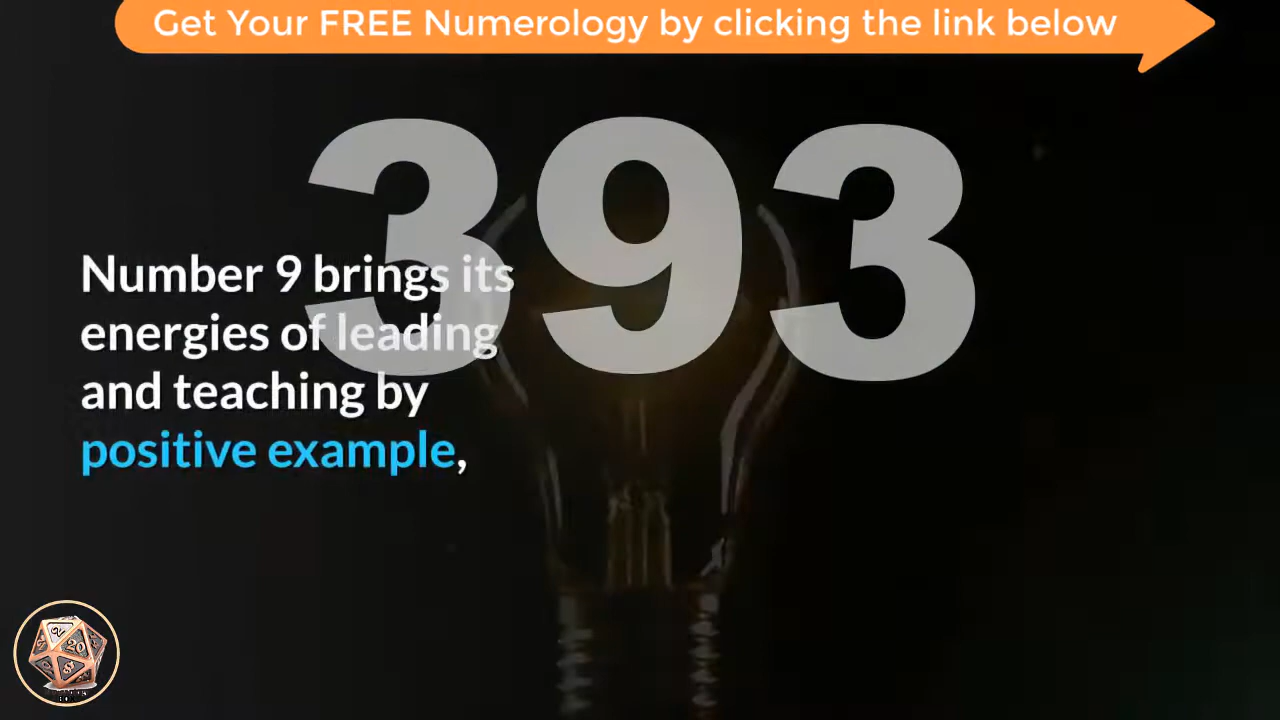 Get Your FREE Numerology by clicking the link below
393
Number 9 brings its
energies of leading
and teaching by
positive example,
20